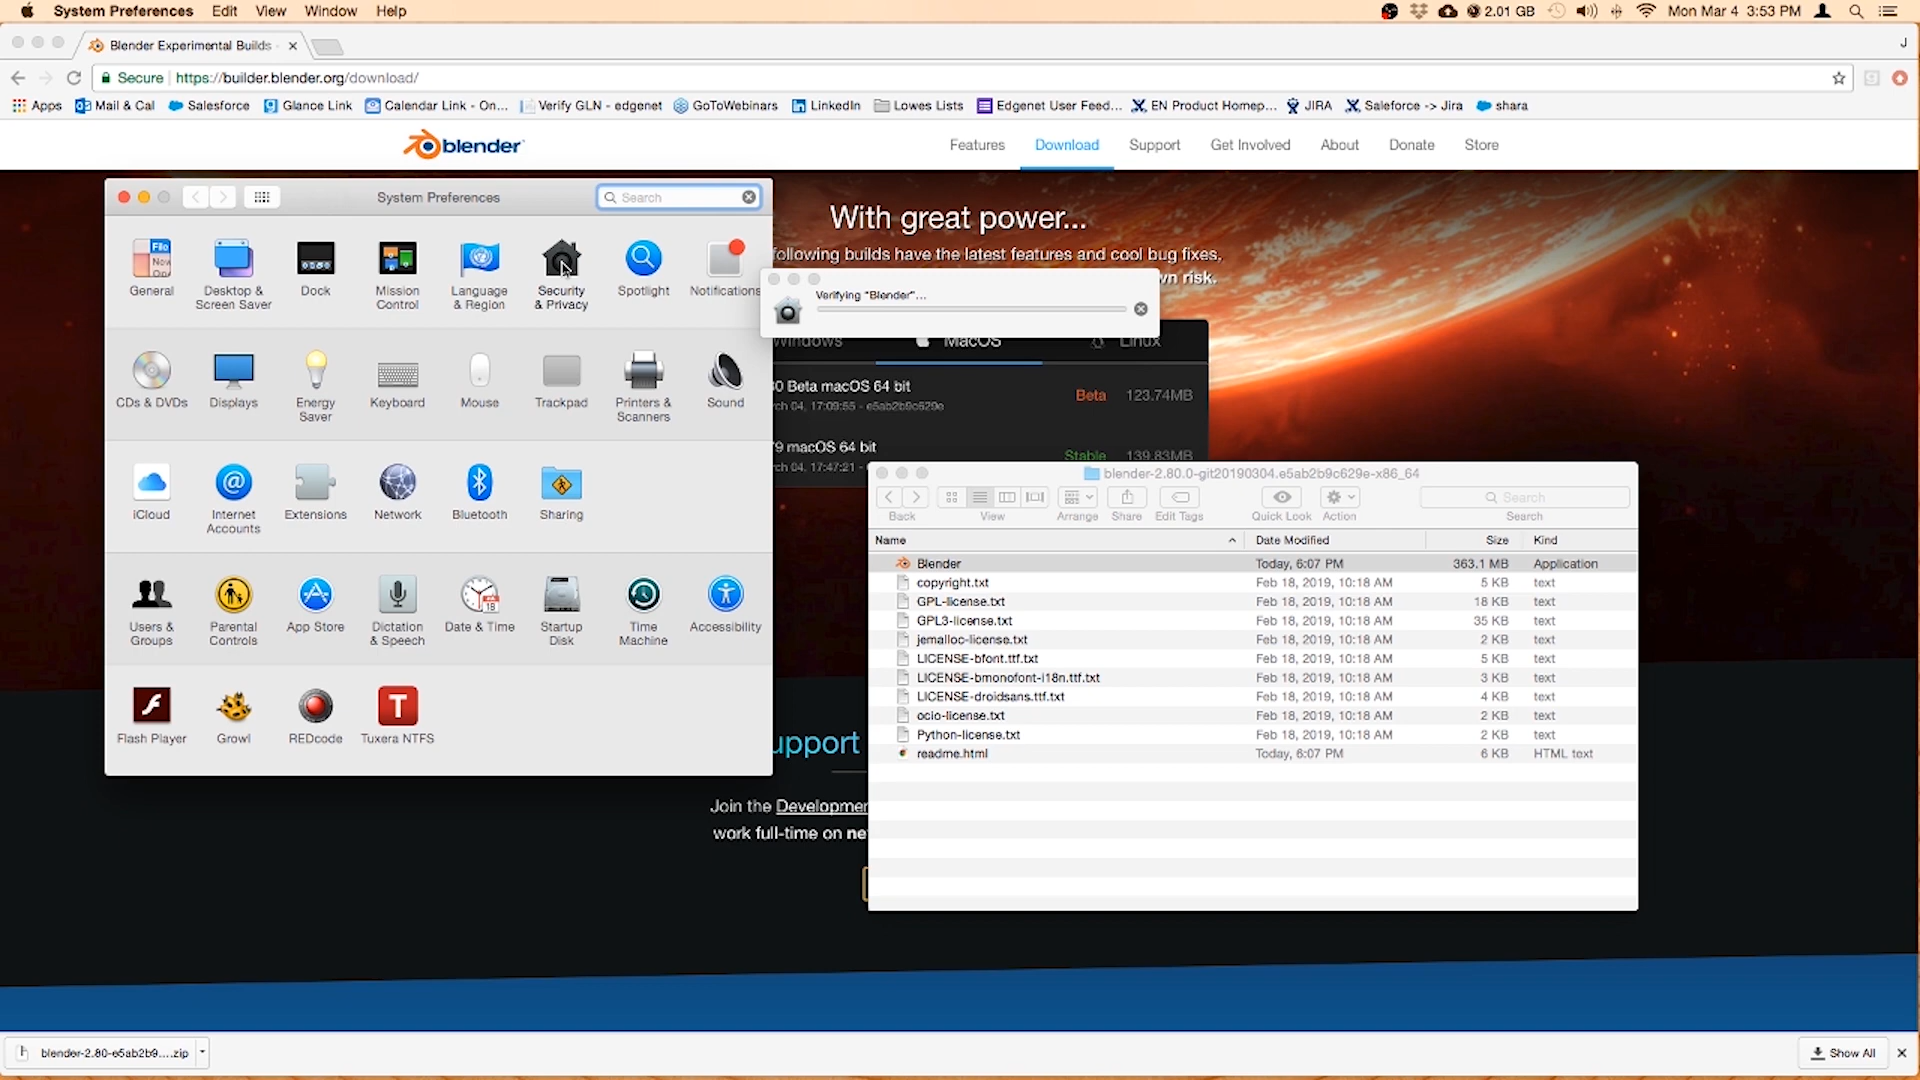 System Preferences Edit View Window Help
2.01 GB Mon Mar 4 3:53 PM
Blender Experimental Builds
J
Secure https://builder.blender.org/download/
Apps Mail & Cal Salesforce Glance Link Calendar Link - On... Verify GLN - edgenet GoToWebinars LinkedIn Lowes Lists Edgenet User Feed... EN Product Homep... JIRA Saleforce -> Jira shara
blender
Features Download Support Get Involved About Donate Store
System Preferences
Search
General
Desktop &
Screen Saver
Dock
Mission
Control
Language
& Region
Security
& Privacy
Spotlight
Notifications
CDs & DVDs
Displays
Energy
Saver
Keyboard
Mouse
Trackpad
Printers &
Scanners
Sound
iCloud
Internet
Accounts
Extensions
Network
Bluetooth
Sharing
Users &
Groups
Parental
Controls
App Store
Dictation
& Speech
Date & Time
Startup
Disk
Time
Machine
Accessibility
Flash Player
Growl
REDcode
Tuxera NTFS
With great power...
following builds have the latest features and cool bug fixes,
wn risk.
Verifying "Blender"...
Windows MacOS Linux
0 Beta macOS 64 bit
Beta 123.74MB
rch 04, 17:09:55 - e5ab2b9c629e
9 macOS 64 bit
Stable 139.83MB
ch 04, 17:47:21 -
blender-2.80.0-git20190304.e5ab2b9c629e-x86_64
Search
Back View Arrange Share Edit Tags Quick Look Action Search
Name Date Modified Size Kind
Blender Today, 6:07 PM 363.1 MB Application
copyright.txt Feb 18, 2019, 10:18 AM 5 KB text
GPL-license.txt Feb 18, 2019, 10:18 AM 18 KB text
GPL3-license.txt Feb 18, 2019, 10:18 AM 35 KB text
jemalloc-license.txt Feb 18, 2019, 10:18 AM 2 KB text
LICENSE-bfont.ttf.txt Feb 18, 2019, 10:18 AM 5 KB text
LICENSE-bmonofont-i18n.ttf.txt Feb 18, 2019, 10:18 AM 3 KB text
LICENSE-droidsans.ttf.txt Feb 18, 2019, 10:18 AM 4 KB text
ocio-license.txt Feb 18, 2019, 10:18 AM 2 KB text
Python-license.txt Feb 18, 2019, 10:18 AM 2 KB text
readme.html Today, 6:07 PM 6 KB HTML text
upport
Join the Developmen
work full-time on ne
blender-2.80-e5ab2b9....zip
Show All